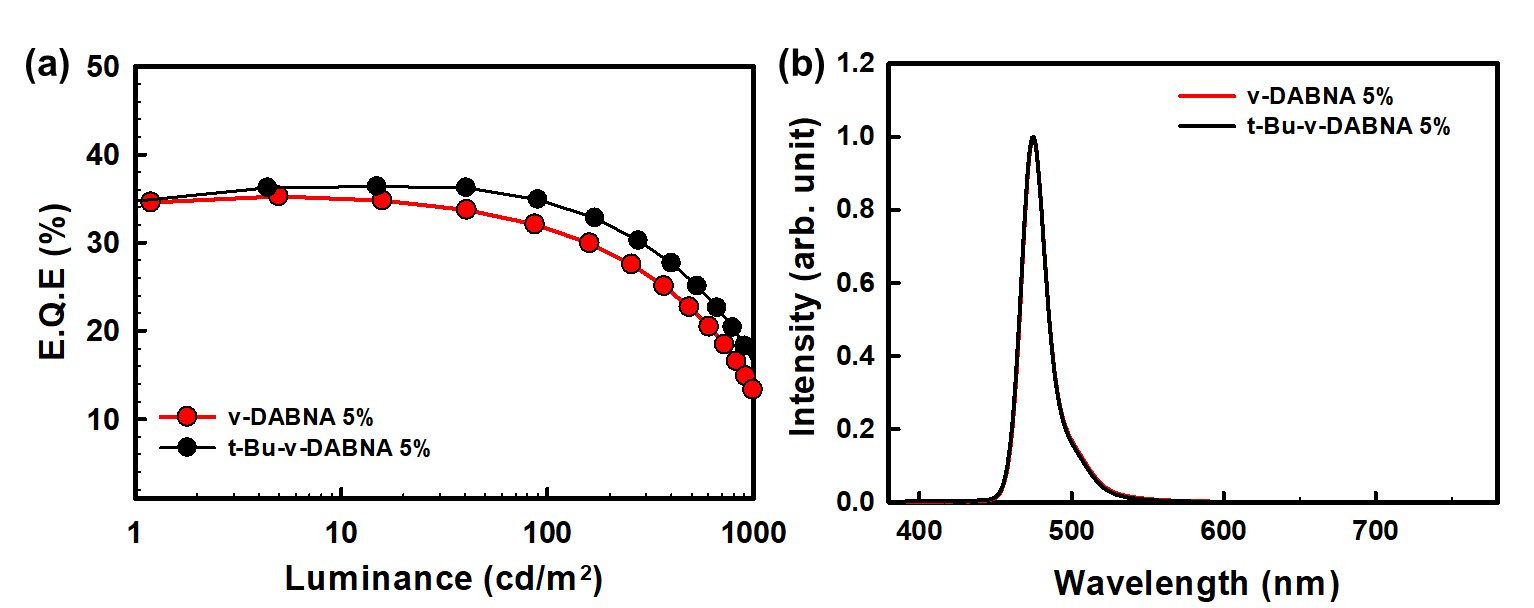 (a)
50
40
30
20
10
E.Q.E (%)
v-DABNA 5%
t-Bu-v-DABNA 5%
1 10 100 1000
Luminance (cd/m²)
(b)
1.2
1.0
0.8
0.6
0.4
0.2
0.0
Intensity (arb. unit)
v-DABNA 5%
t-Bu-v-DABNA 5%
400 500 600 700
Wavelength (nm)